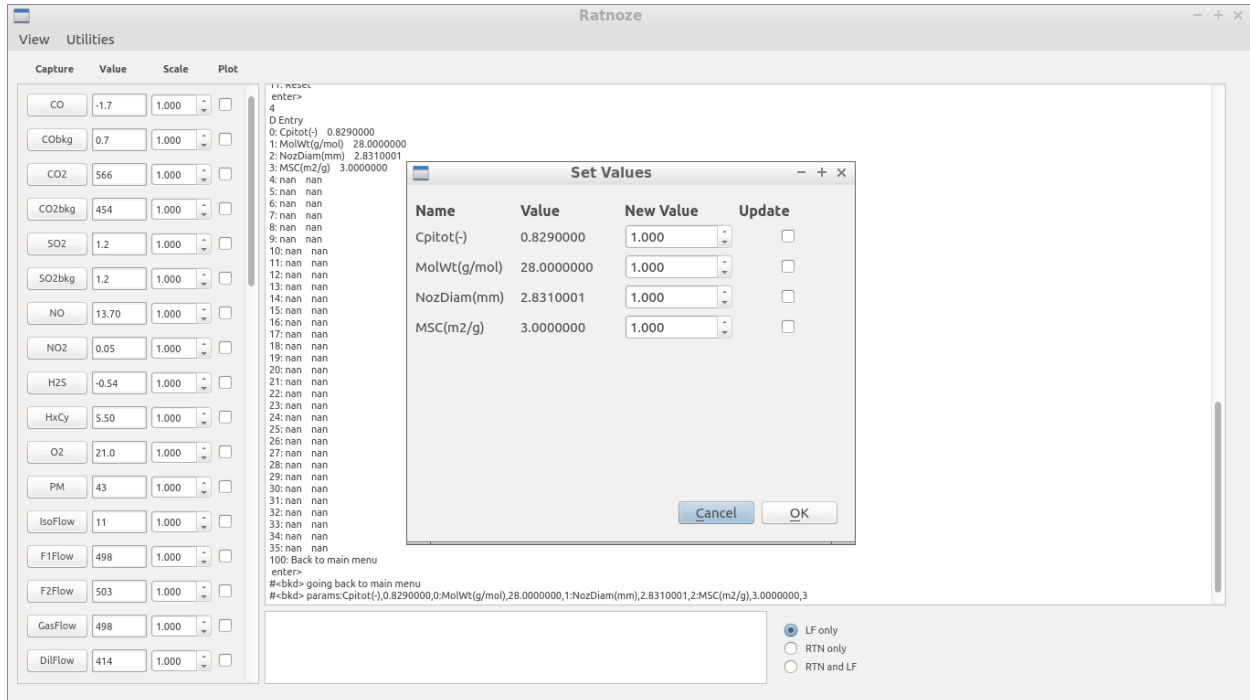 Ratnoze
View Utilities
Capture Value Scale Plot
CO -1.7 1.000
CObkg 0.7 1.000
CO2 566 1.000
CO2bkg 454 1.000
SO2 1.2 1.000
SO2bkg 1.2 1.000
NO 13.70 1.000
NO2 0.05 1.000
H2S -0.54 1.000
HxCy 5.50 1.000
O2 21.0 1.000
PM 43 1.000
IsoFlow 11 1.000
F1Flow 498 1.000
F2Flow 503 1.000
GasFlow 498 1.000
DilFlow 414 1.000
11: Reset
enter>
4
D Entry
0: Cpitot(-) 0.8290000
1: MolWt(g/mol) 28.0000000
2: NozDiam(mm) 2.8310001
3: MSC(m2/g) 3.0000000
4: nan nan
5: nan nan
6: nan nan
7: nan nan
8: nan nan
9: nan nan
10: nan nan
11: nan nan
12: nan nan
13: nan nan
14: nan nan
15: nan nan
16: nan nan
17: nan nan
18: nan nan
19: nan nan
20: nan nan
21: nan nan
22: nan nan
23: nan nan
24: nan nan
25: nan nan
26: nan nan
27: nan nan
28: nan nan
29: nan nan
30: nan nan
31: nan nan
32: nan nan
33: nan nan
34: nan nan
35: nan nan
100: Back to main menu
enter>
#<bkd> going back to main menu
#<bkd> params:Cpitot(-),0.8290000,0:MolWt(g/mol),28.0000000,1:NozDiam(mm),2.8310001,2:MSC(m2/g),3.0000000,3
Set Values
Name Value New Value Update
Cpitot(-) 0.8290000 1.000
MolWt(g/mol) 28.0000000 1.000
NozDiam(mm) 2.8310001 1.000
MSC(m2/g) 3.0000000 1.000
Cancel OK
LF only
RTN only
RTN and LF